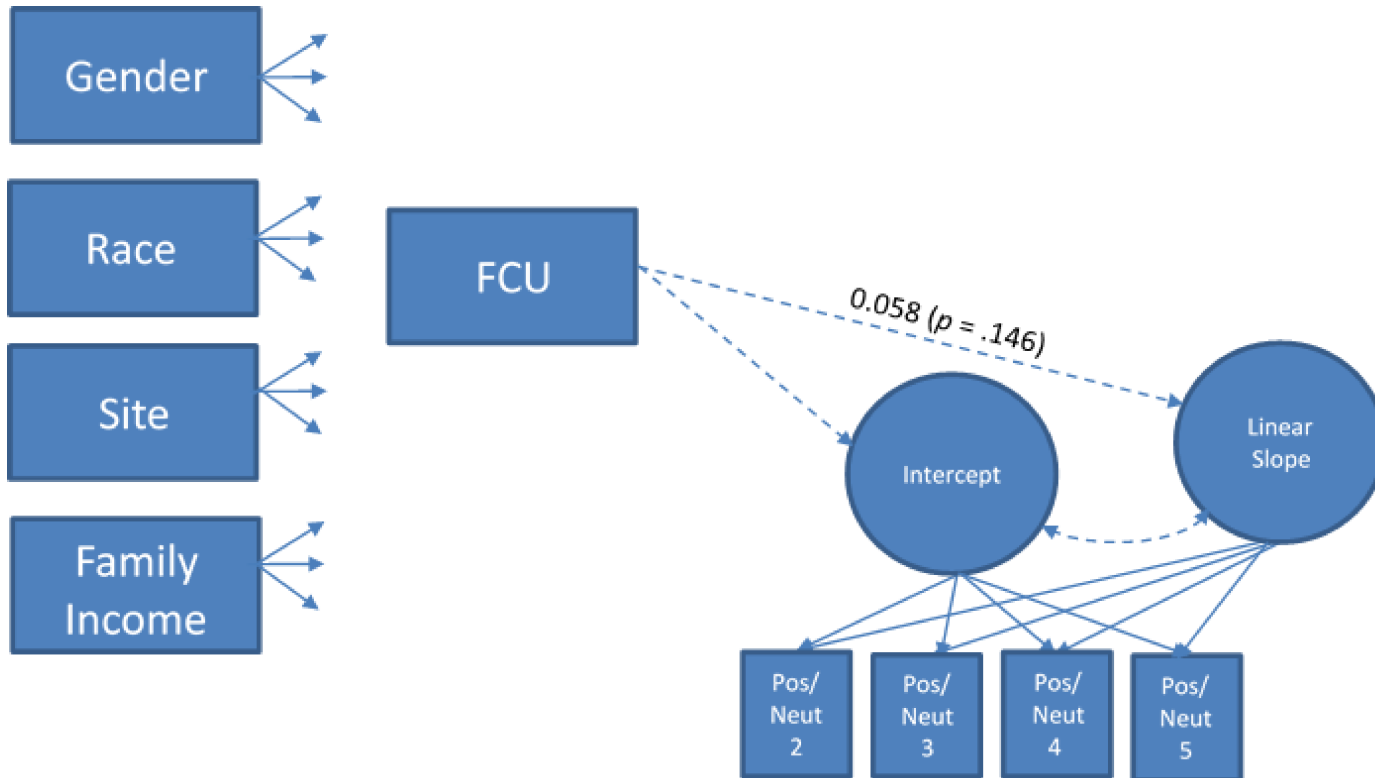 Gender
Race
Site
Family
Income
FCU
0.058 (p = .146)
Intercept
Linear
Slope
Pos/
Neut
2
Pos/
Neut
3
Pos/
Neut
4
Pos/
Neut
5